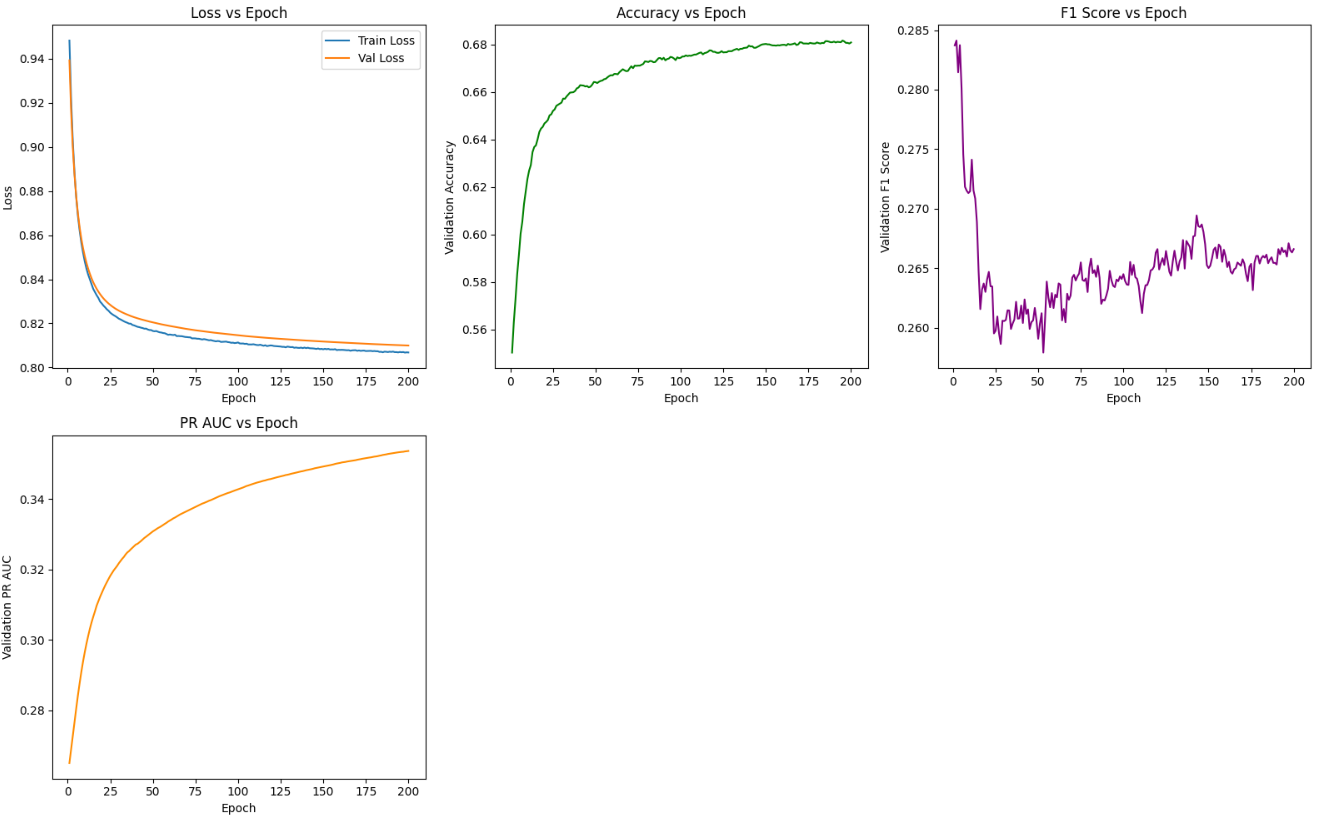 Loss vs Epoch
Train Loss
Val Loss
0.94
0.92
0.90
0.88
0.86
0.84
0.82
0.80
Loss
0 25 50 75 100 125 150 175 200
Epoch
Accuracy vs Epoch
0.68
0.66
0.64
0.62
0.60
0.58
0.56
Validation Accuracy
0 25 50 75 100 125 150 175 200
Epoch
F1 Score vs Epoch
0.285
0.280
0.275
0.270
0.265
0.260
Validation F1 Score
0 25 50 75 100 125 150 175 200
Epoch
PR AUC vs Epoch
0.34
0.32
0.30
0.28
Validation PR AUC
0 25 50 75 100 125 150 175 200
Epoch